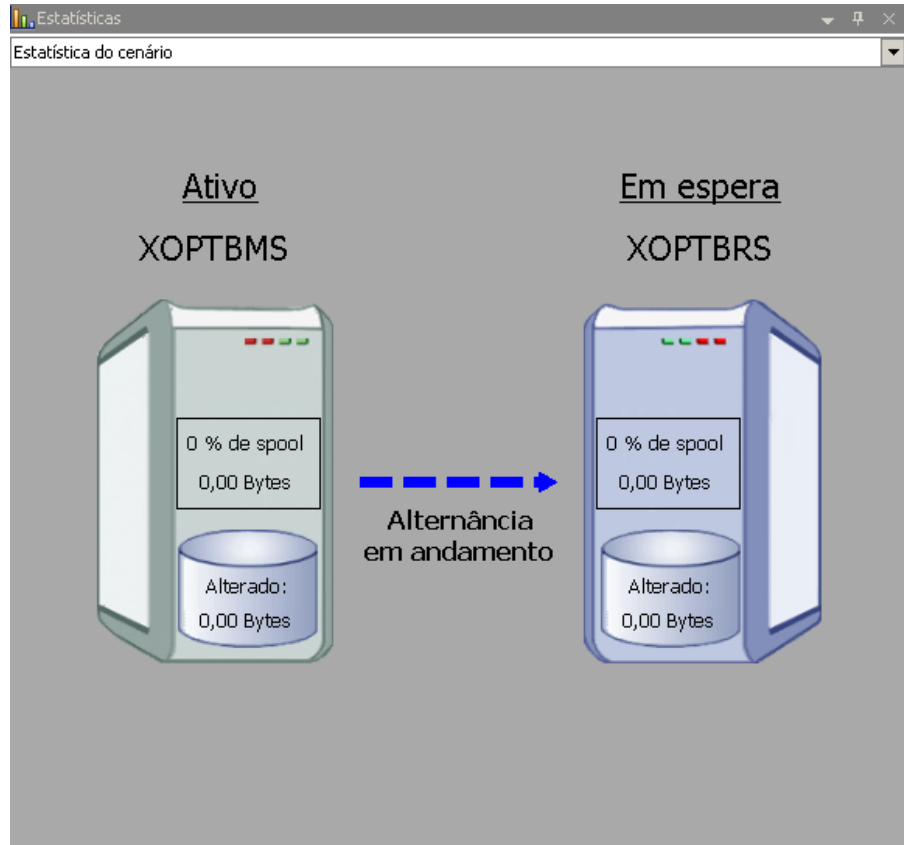 Estatísticas
Estatística do cenário
Ativo
Em espera
XOPTBMS
XOPTBRS
0 % de spool
0,00 Bytes
0 % de spool
0,00 Bytes
Alternância
em andamento
Alterado:
0,00 Bytes
Alterado:
0,00 Bytes